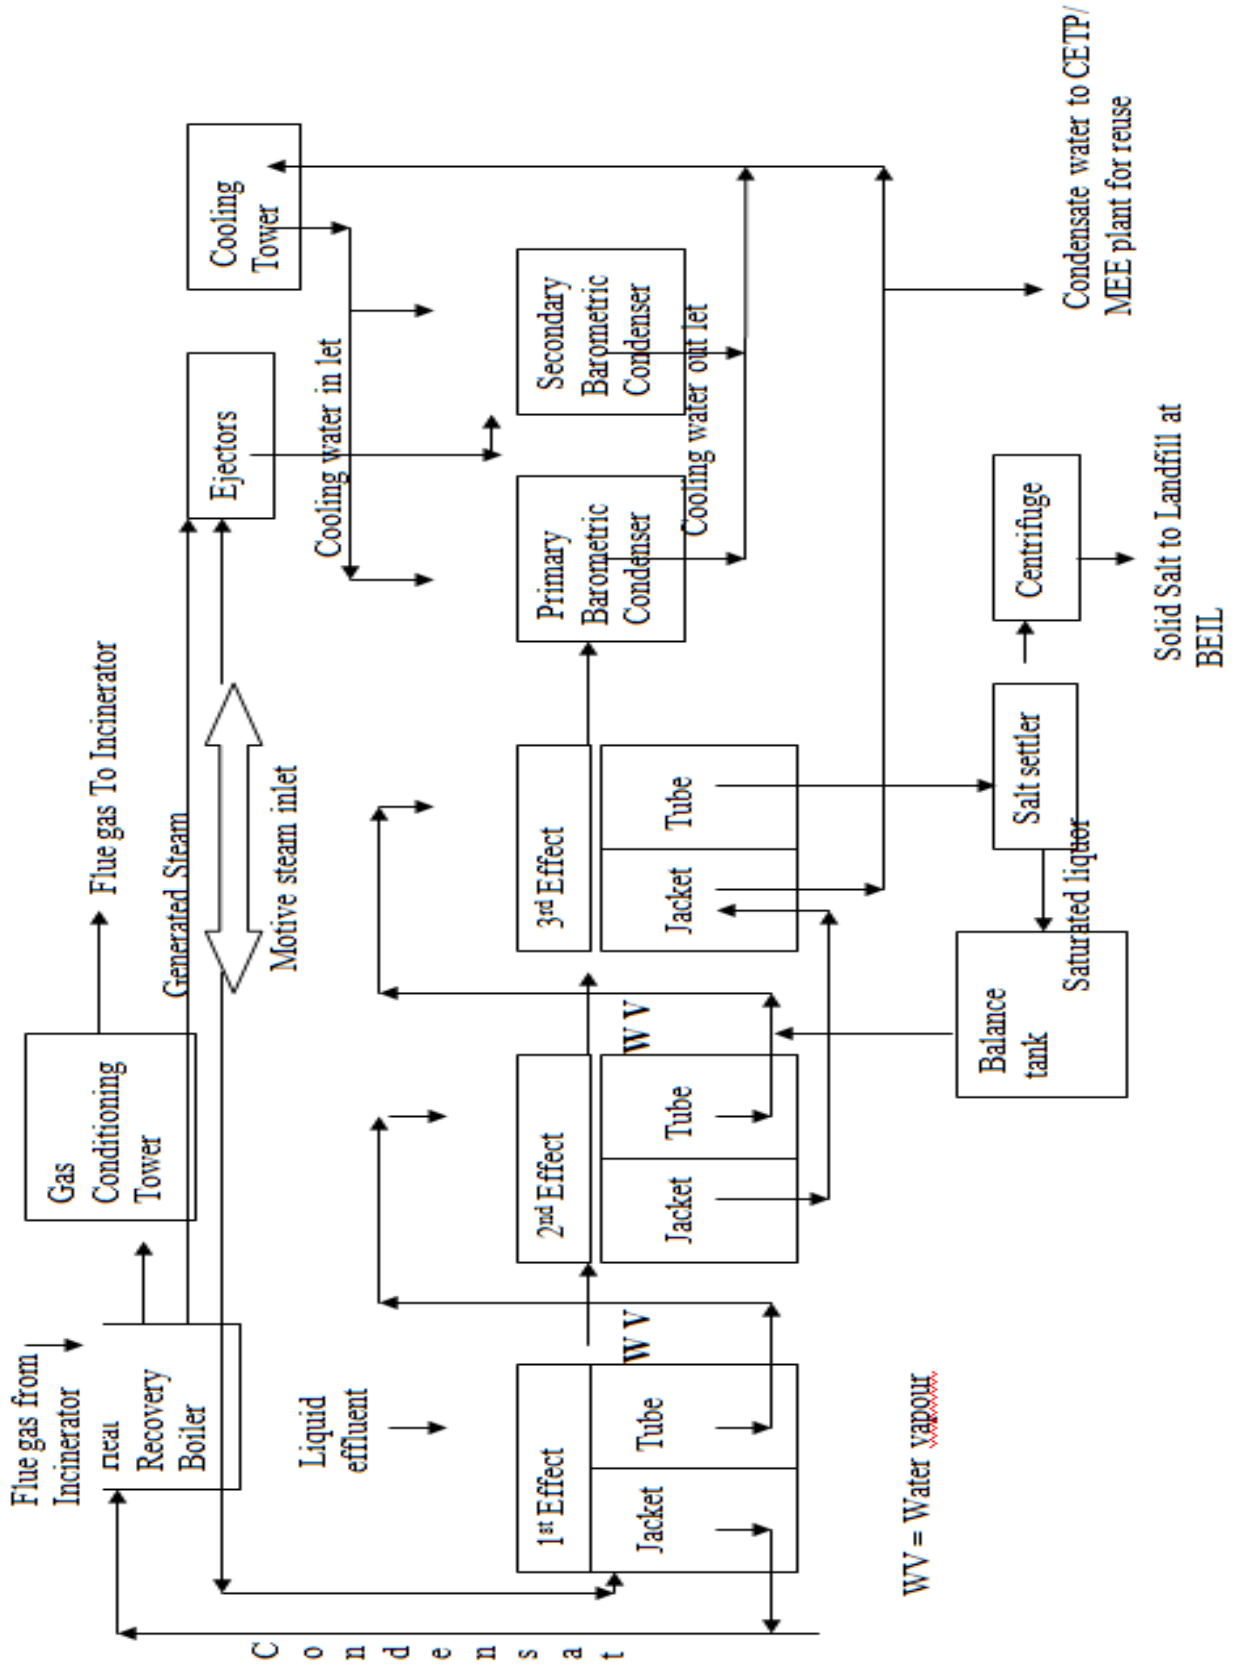 Flue gas from
Incinerator
Recovery
Boiler
Gas
Conditioning
Tower
Flue gas To Incinerator
Generated Steam
Motive steam inlet
Ejectors
Cooling
Tower
C
o
n
d
e
n
s
a
t
Liquid
effluent
Cooling water in let
1st Effect
Jacket
Tube
W V
2nd Effect
Jacket
Tube
W V
3rd Effect
Jacket
Tube
Primary
Barometric
Condenser
Secondary
Barometric
Condenser
Cooling water out let
WV = Water vapour
Balance
tank
Saturated liquor
Salt settler
Centrifuge
Solid Salt to Landfill at
BEIL
Condensate water to CETP/
MEE plant for reuse